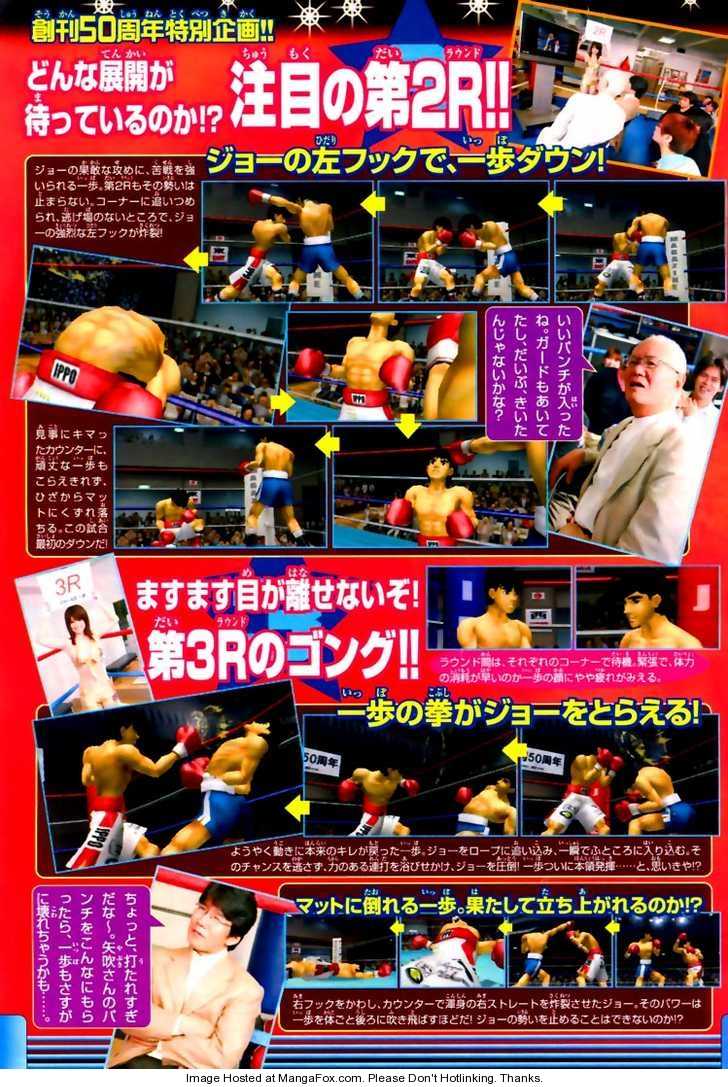 創刊50周年特別企画!!
どんな展開が
待っているのか!?
注目の第2R!!
ジョーの左フックで、一歩ダウン!
ジョーの果敢な攻めに、苦戦を強
いられる一歩。第2Rもその勢いは
止まらない。コーナーに追いつめ
られ、逃げ場のないところで、ジョ
ーの強烈な左フックが炸裂!
いいパンチが入った
ね。ガードもあいて
たし、だいぶ、きいた
んじゃないかな?
IPPO
IPPO
見事にキマっ
たカウンターに、
頑丈な一歩も
こらえきれず、
ひざからマッ
トにくずれ落
ちる。この試合
最初のダウンだ!
3R
ますます目が離せないぞ!
第3Rのゴング!!
ラウンド間は、それぞれのコーナーで待機。緊張で、体力
の消耗が早いのか一歩の顔にやや疲れがみえる。
一歩の拳がジョーをとらえる!
50周年
50周年
IPPO
ようやく動きに本来のキレが戻った一歩。ジョーをロープに追い込み、一瞬でふところに入り込む。そ
のチャンスを逃さず、力のある連打を浴びせかけ、ジョーを圧倒! 一歩ついに本領発揮……と、思いきや!?
ちょっと、打たれすぎ
だな〜。矢吹さんのパ
ンチをこんなにもら
ったら、一歩もさすが
に壊れちゃうかも……。
マットに倒れる一歩。果たして立ち上がれるのか!?
右フックをかわし、カウンターで渾身の右ストレートを炸裂させたジョー。そのパワーは
一歩を体ごと後ろに吹き飛ばすほどだ! ジョーの勢いを止めることはできないのか!?
Image Hosted at MangaFox.com. Please Don't Hotlinking. Thanks.